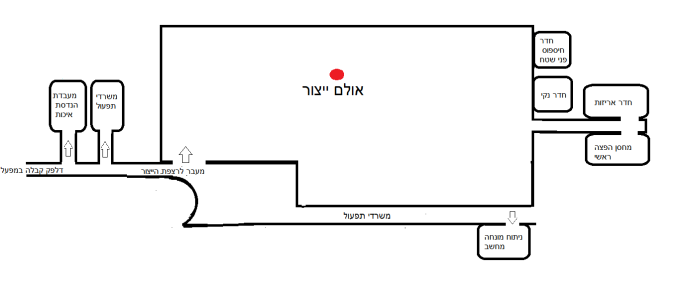 חדר
חיספוס
פני שטח
אולם ייצור
חדר נקי
חדר אריזות
מעבדת
הנדסת
איכות
משרדי
תפעול
מחסן הפצה
ראשי
דלפק קבלה במפעל
מעבר לרצפת הייצור
משרדי תפעול
ניתוח מונחה
מחשב